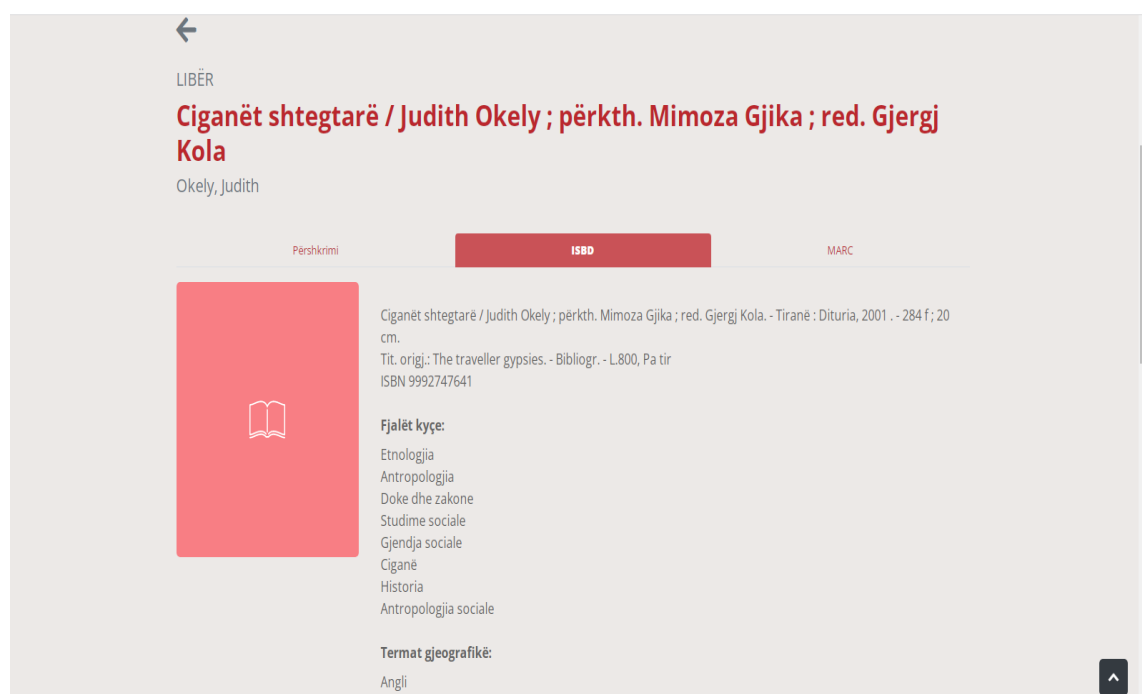 LIBËR
Ciganët shtegtarë / Judith Okely ; përkth. Mimoza Gjika ; red. Gjergj
Kola
Okely, Judith
Përshkrimi
ISBD
MARC
Ciganët shtegtarë / Judith Okely ; përkth. Mimoza Gjika ; red. Gjergj Kola. - Tiranë : Dituria, 2001 . - 284 f ; 20
cm.
Tit. origj.: The traveller gypsies. - Bibliogr. - L.800, Pa tir
ISBN 9992747641
Fjalët kyçe:
Etnologjia
Antropologjia
Doke dhe zakone
Studime sociale
Gjendja sociale
Ciganë
Historia
Antropologjia sociale
Termat gjeografikë:
Angli